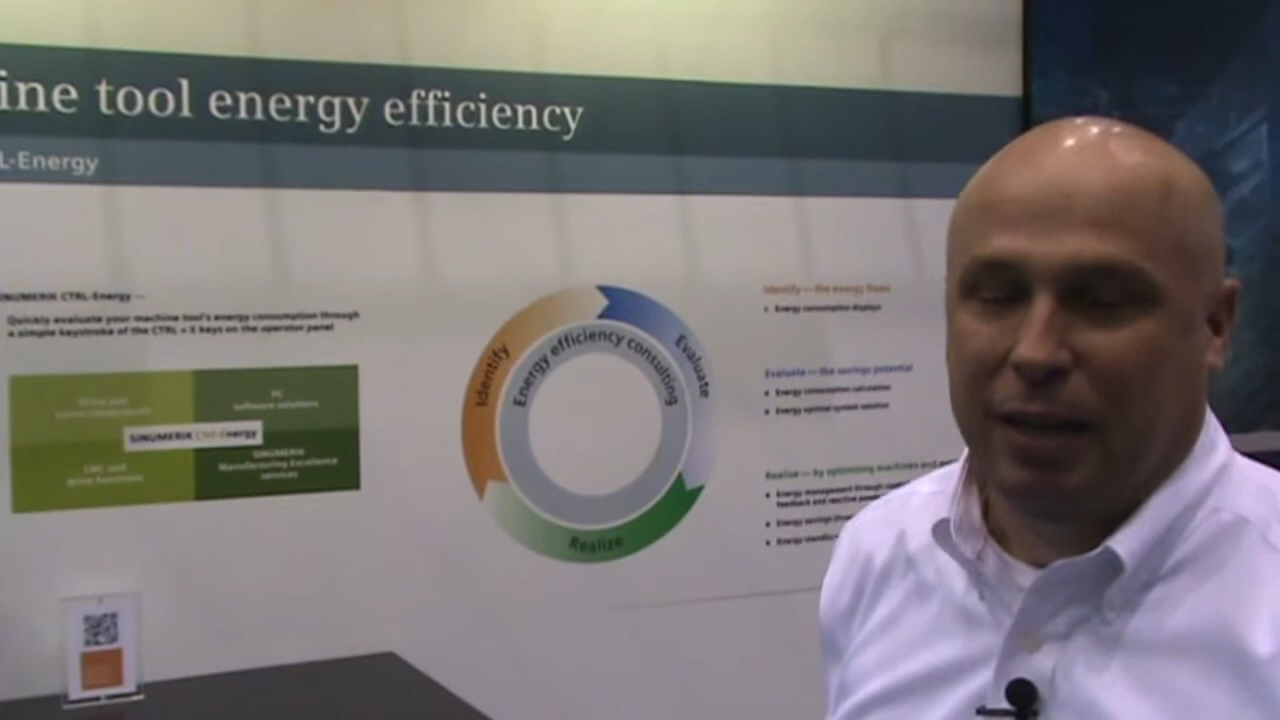 ine tool energy efficiency
L-Energy
SINUMERIK CTRL-Energy —
Quickly evaluate your machine tool's energy consumption through
a simple keystroke of the CTRL + E keys on the operator panel
PC
software solutions
SINUMERIK Ctrl-Energy
CNC and
drive functions
SINUMERIK
Manufacturing Excellence
services
Energy efficiency consulting
Identify
Evaluate
Realize
Identify — the energy flows
Energy consumption displays
Evaluate — the savings potential
Energy consumption calculation
Energy optimal system solution
Realize — by optimizing machines and
Energy management through
feedback and reactive power
Energy savings
Energy